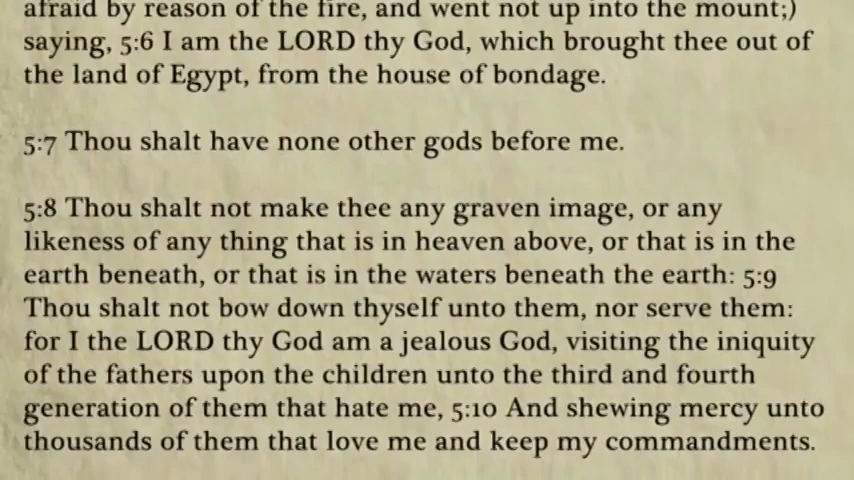 afraid by reason of the fire, and went not up into the mount;)
saying, 5:6 I am the LORD thy God, which brought thee out of
the land of Egypt, from the house of bondage.
5:7 Thou shalt have none other gods before me.
5:8 Thou shalt not make thee any graven image, or any
likeness of any thing that is in heaven above, or that is in the
earth beneath, or that is in the waters beneath the earth: 5:9
Thou shalt not bow down thyself unto them, nor serve them:
for I the LORD thy God am a jealous God, visiting the iniquity
of the fathers upon the children unto the third and fourth
generation of them that hate me, 5:10 And shewing mercy unto
thousands of them that love me and keep my commandments.